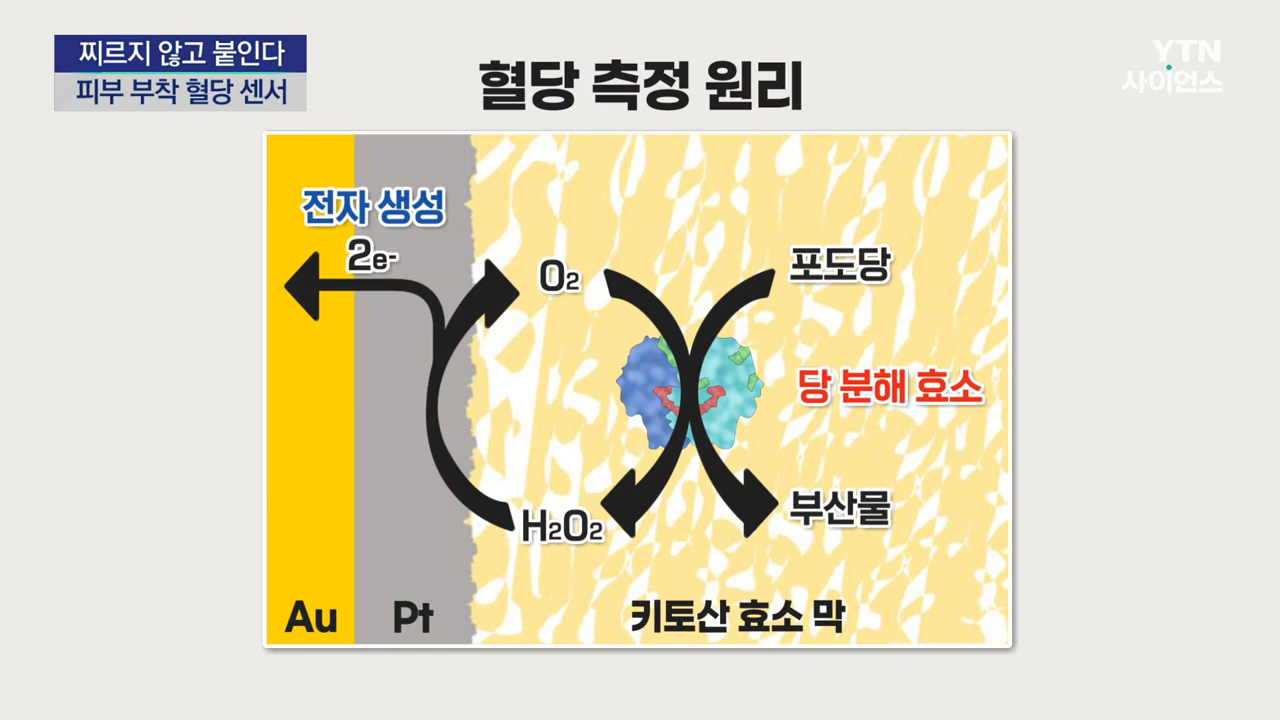 찌르지 않고 붙인다
피부 부착 혈당 센서
YTN
사이언스
혈당 측정 원리
전자 생성
2e-
O2
포도당
당 분해 효소
H2O2
부산물
Au
Pt
키토산 효소 막